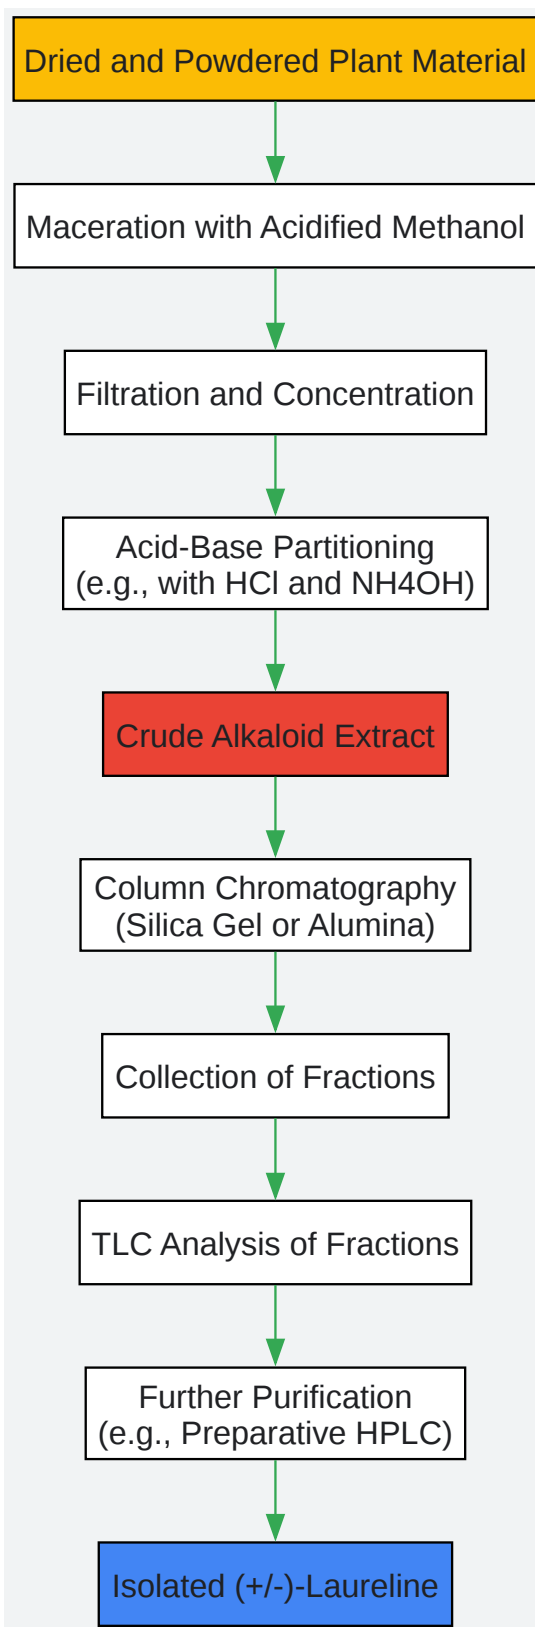 Dried and Powdered Plant Material
Maceration with Acidified Methanol
Filtration and Concentration
Acid-Base Partitioning
(e.g., with HCl and NH4OH)
Crude Alkaloid Extract
Column Chromatography
(Silica Gel or Alumina)
Collection of Fractions
TLC Analysis of Fractions
Further Purification
(e.g., Preparative HPLC)
Isolated (+/-)-Laureline